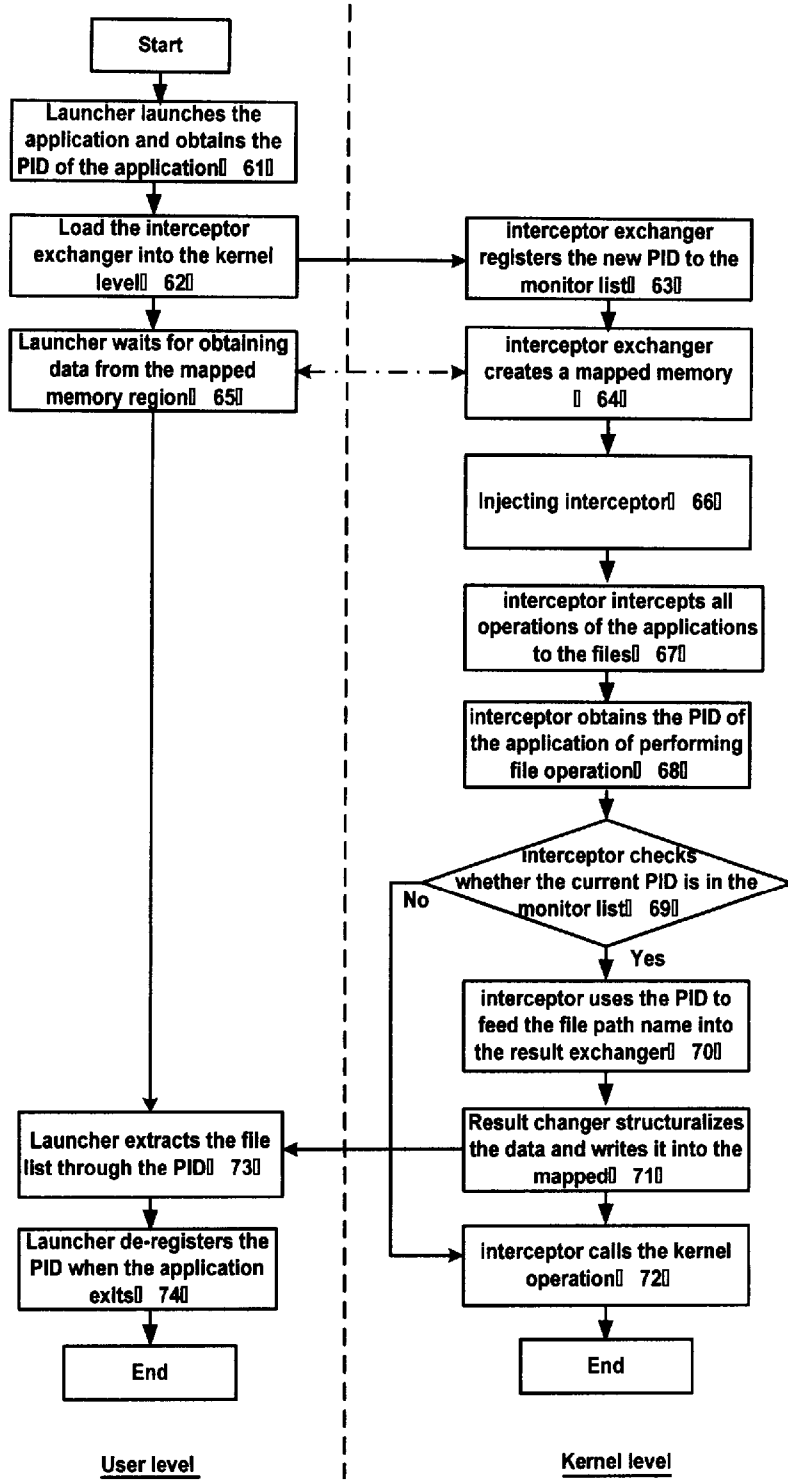 Start
Launcher launches the
application and obtains the
PID of the application▯ 61▯
Load the interceptor
exchanger into the kernel
level▯ 62▯
interceptor exchanger
registers the new PID to the
monitor list▯ 63▯
Launcher waits for obtaining
data from the mapped
memory region▯ 65▯
interceptor exchanger
creates a mapped memory
▯ 64▯
Injecting interceptor▯ 66▯
interceptor intercepts all
operations of the applications
to the files▯ 67▯
interceptor obtains the PID of
the application of performing
file operation▯ 68▯
interceptor checks
whether the current PID is in the
monitor list▯ 69▯
No
Yes
interceptor uses the PID to
feed the file path name into
the result exchanger▯ 70▯
Launcher extracts the file
list through the PID▯ 73▯
Result changer structuralizes
the data and writes it into the
mapped▯ 71▯
Launcher de-registers the
PID when the application
exits▯ 74▯
interceptor calls the kernel
operation▯ 72▯
End
End
User level
Kernel level